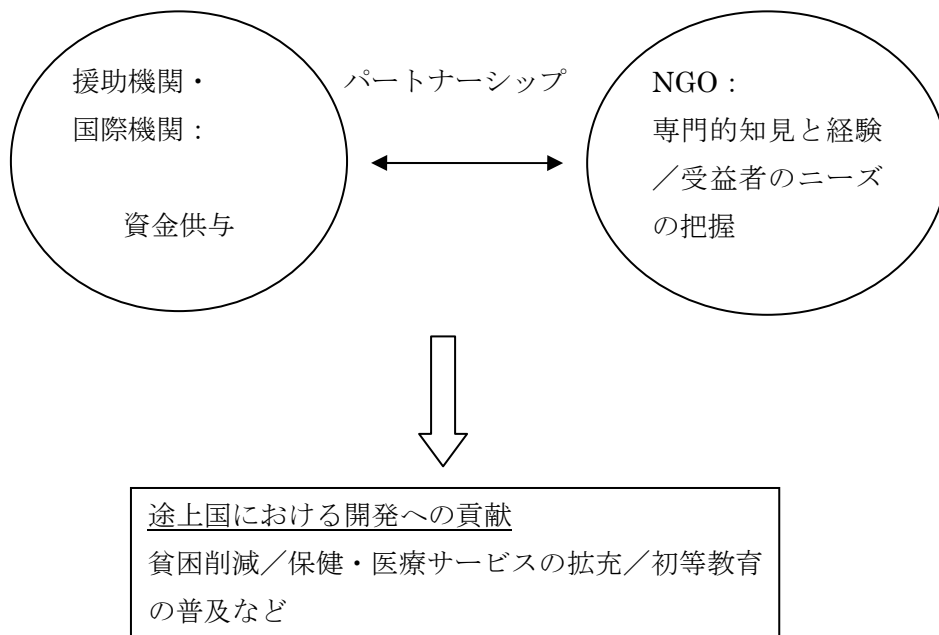 援助機関・
国際機関：
資金供与
パートナーシップ
NGO：
専門的知見と経験
／受益者のニーズ
の把握
途上国における開発への貢献
貧困削減／保健・医療サービスの拡充／初等教育
の普及など